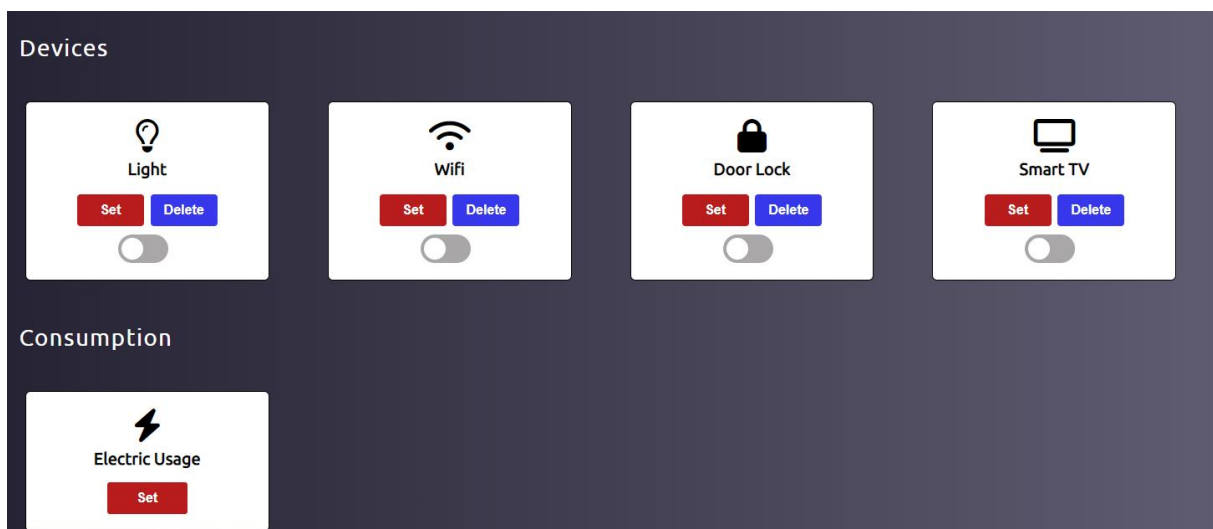 Devices
Light Wifi Door Lock Smart TV
Set Delete Set Delete Set Delete Set Delete
Consumption
Electric Usage
Set